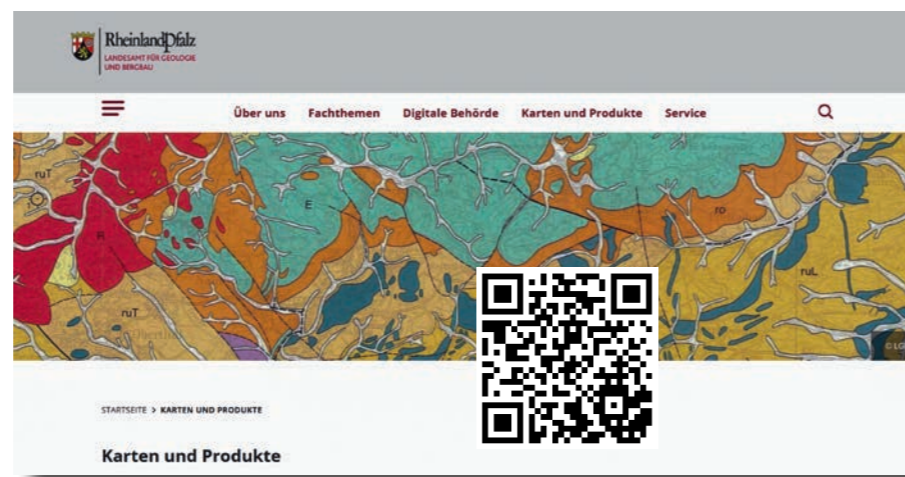 RheinlandPfalz
LANDESAMT FÜR GEOLOGIE
UND BERGBAU
Über uns Fachthemen Digitale Behörde Karten und Produkte Service
ruT
E
ro
R
ruL
ruT
© LG
STARTSEITE > KARTEN UND PRODUKTE
Karten und Produkte